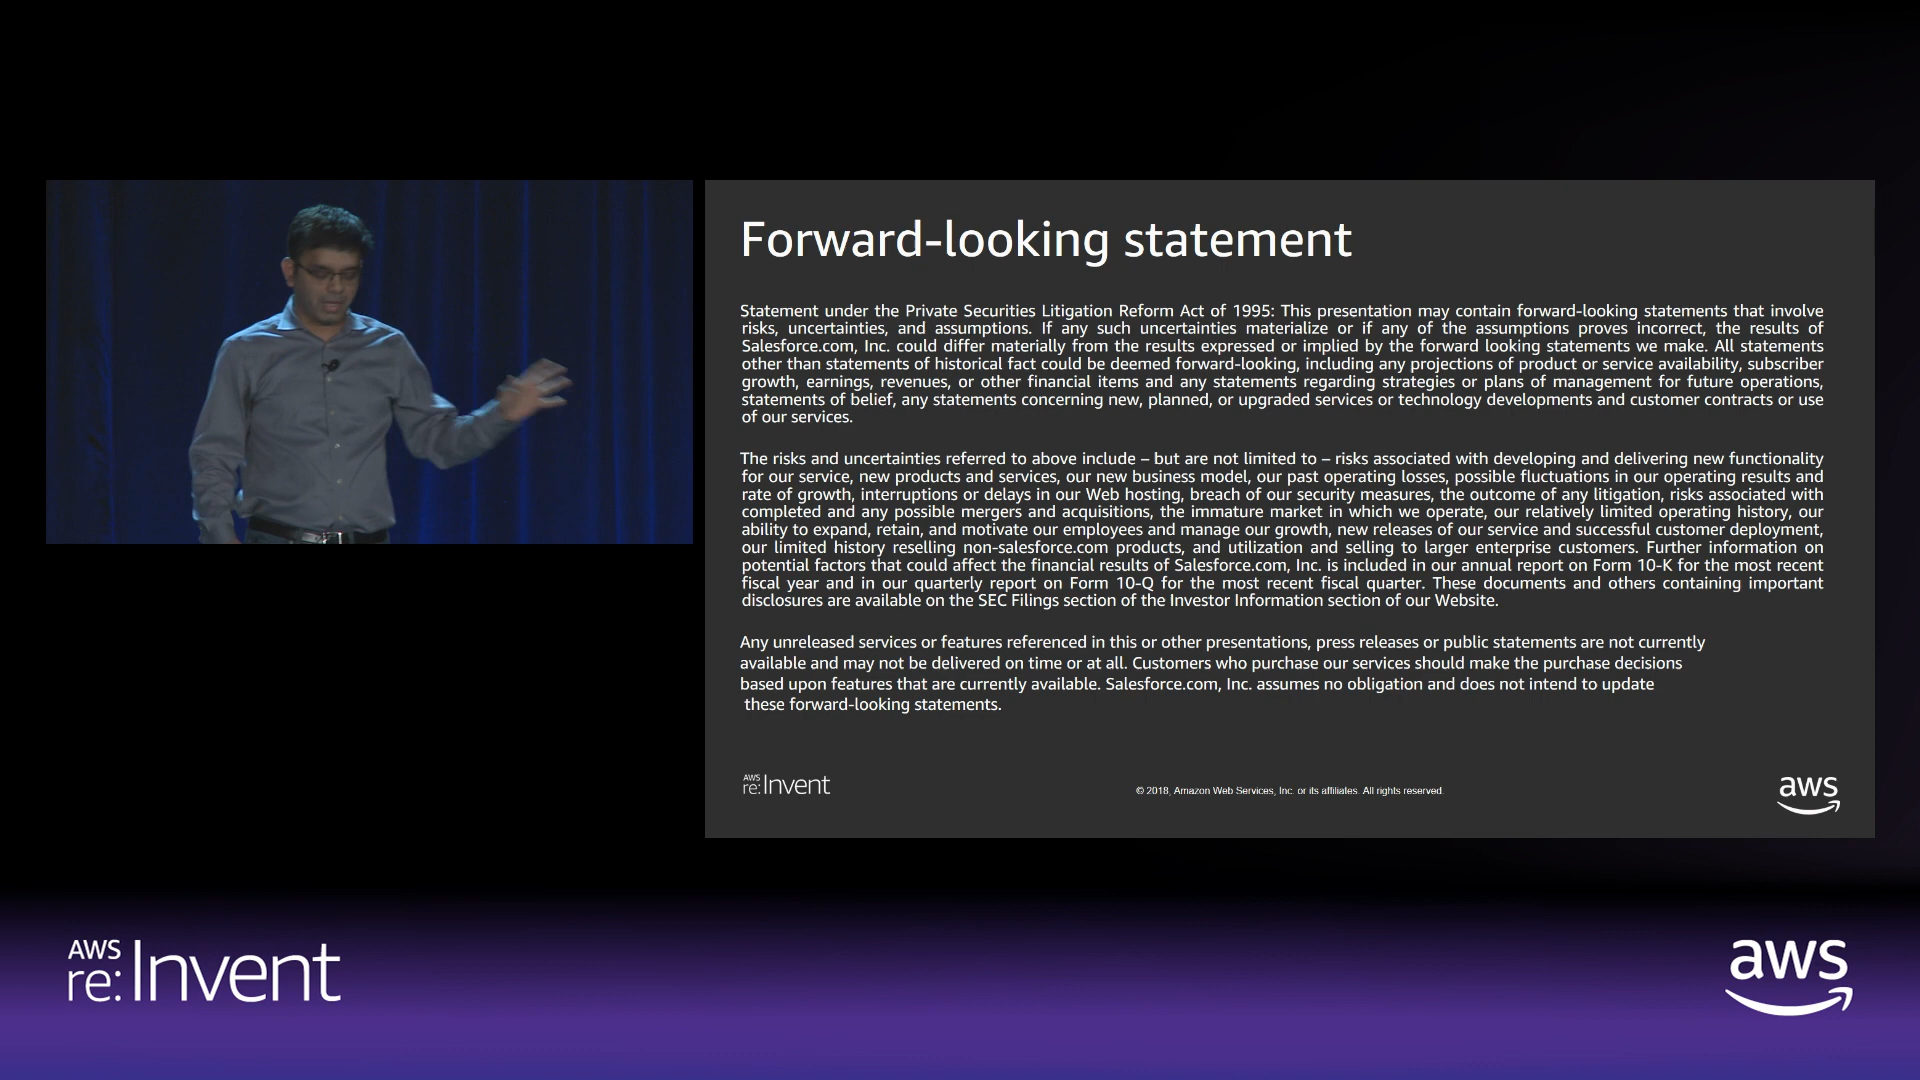 Forward-looking statement
Statement under the Private Securities Litigation Reform Act of 1995: This presentation may contain forward-looking statements that involve
risks, uncertainties, and assumptions. If any such uncertainties materialize or if any of the assumptions proves incorrect, the results of
Salesforce.com, Inc. could differ materially from the results expressed or implied by the forward looking statements we make. All statements
other than statements of historical fact could be deemed forward-looking, including any projections of product or service availability, subscriber
growth, earnings, revenues, or other financial items and any statements regarding strategies or plans of management for future operations,
statements of belief, any statements concerning new, planned, or upgraded services or technology developments and customer contracts or use
of our services.
The risks and uncertainties referred to above include – but are not limited to – risks associated with developing and delivering new functionality
for our service, new products and services, our new business model, our past operating losses, possible fluctuations in our operating results and
rate of growth, interruptions or delays in our Web hosting, breach of our security measures, the outcome of any litigation, risks associated with
completed and any possible mergers and acquisitions, the immature market in which we operate, our relatively limited operating history, our
ability to expand, retain, and motivate our employees and manage our growth, new releases of our service and successful customer deployment,
our limited history reselling non-salesforce.com products, and utilization and selling to larger enterprise customers. Further information on
potential factors that could affect the financial results of Salesforce.com, Inc. is included in our annual report on Form 10-K for the most recent
fiscal year and in our quarterly report on Form 10-Q for the most recent fiscal quarter. These documents and others containing important
disclosures are available on the SEC Filings section of the Investor Information section of our Website.
Any unreleased services or features referenced in this or other presentations, press releases or public statements are not currently
available and may not be delivered on time or at all. Customers who purchase our services should make the purchase decisions
based upon features that are currently available. Salesforce.com, Inc. assumes no obligation and does not intend to update
these forward-looking statements.
AWS
re:Invent
© 2018, Amazon Web Services, Inc. or its affiliates. All rights reserved.
aws
AWS
re:Invent
aws